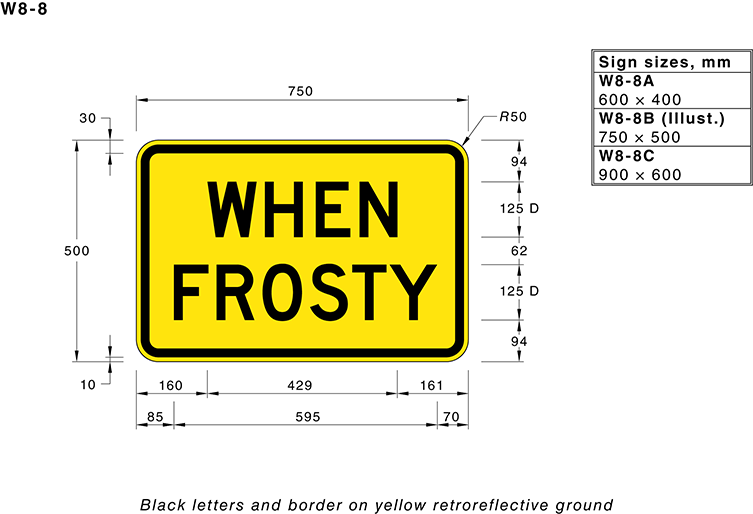 W8-8
Sign sizes, mm
W8-8A
600 × 400
W8-8B (Illust.)
750 × 500
W8-8C
900 × 600
750
30
R50
94
WHEN
125 D
500
62
FROSTY
125 D
94
10
160 429 161
85 595 70
Black letters and border on yellow retroreflective ground